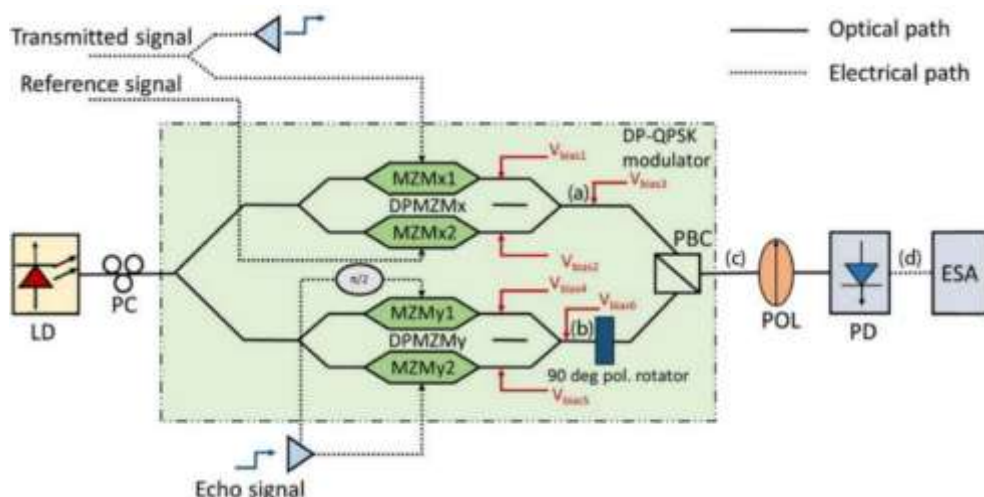 Transmitted signal
Reference signal
Optical path
Electrical path
DP-QPSK
modulator
Vbias1
MZMx1
(a)
Vbias3
DPMZMx
MZMx2
PBC
Vbias2
(c)
(d)
ESA
LD
PC
π/2
Vbias4
Vbias6
MZMy1
(b)
DPMZMy
MZMy2
90 deg pol. rotator
Vbias5
POL
PD
Echo signal